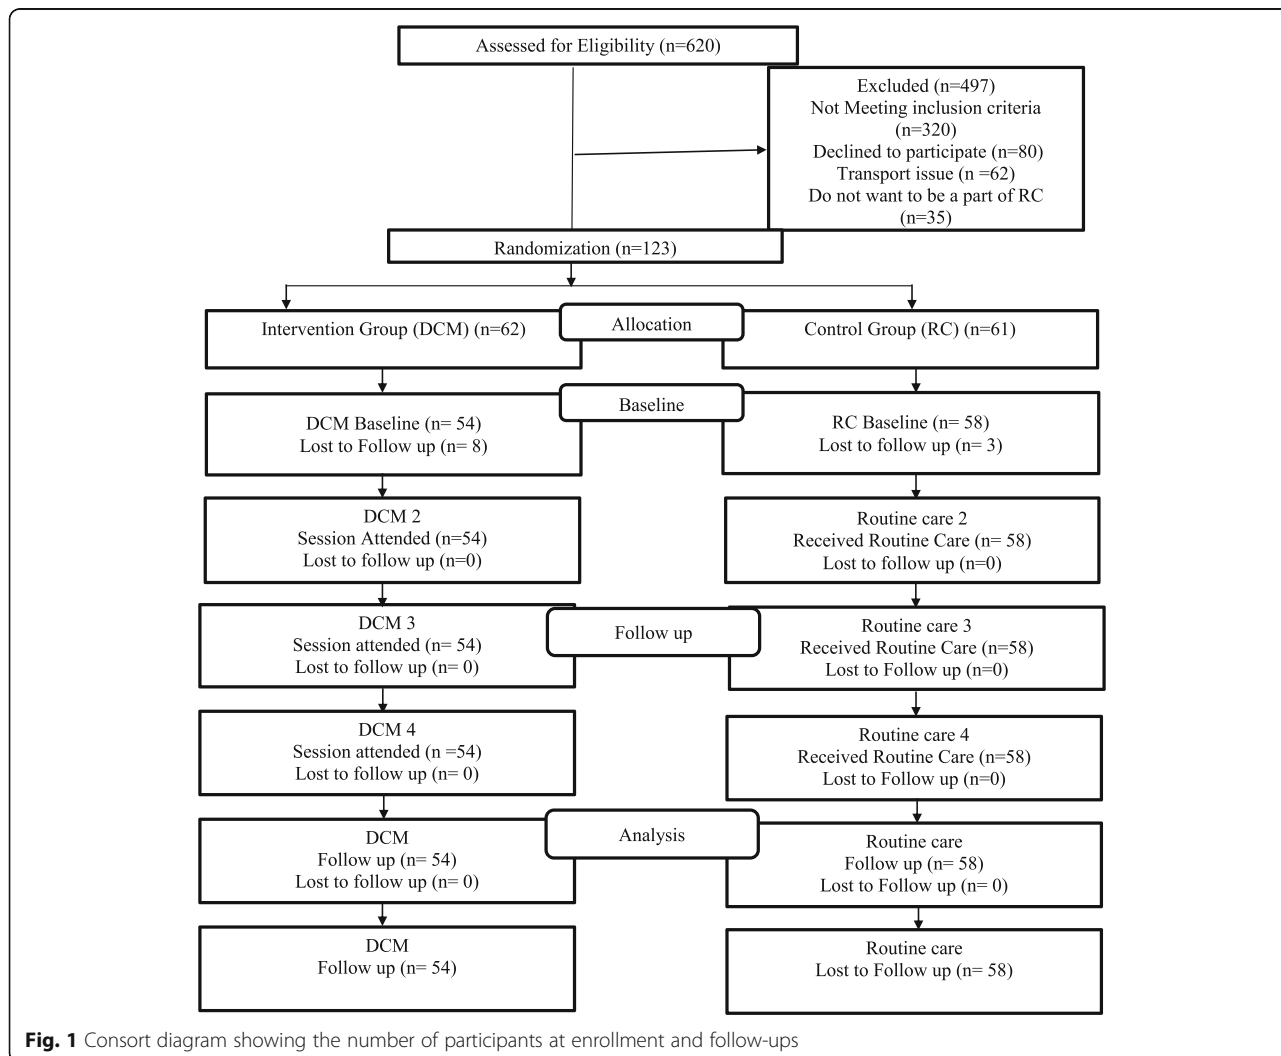 Assessed for Eligibility (n=620)
Excluded (n=497)
Not Meeting inclusion criteria
(n=320)
Declined to participate (n=80)
Transport issue (n =62)
Do not want to be a part of RC
(n=35)
Randomization (n=123)
Allocation
Intervention Group (DCM) (n=62)
Control Group (RC) (n=61)
Baseline
DCM Baseline (n= 54)
Lost to Follow up (n= 8)
RC Baseline (n= 58)
Lost to follow up (n= 3)
DCM 2
Session Attended (n=54)
Lost to follow up (n=0)
Routine care 2
Received Routine Care (n= 58)
Lost to follow up (n=0)
Follow up
DCM 3
Session attended (n= 54)
Lost to follow up (n= 0)
Routine care 3
Received Routine Care (n=58)
Lost to Follow up (n=0)
DCM 4
Session attended (n =54)
Lost to follow up (n= 0)
Routine care 4
Received Routine Care (n=58)
Lost to Follow up (n=0)
Analysis
DCM
Follow up (n= 54)
Lost to follow up (n= 0)
Routine care
Follow up (n= 58)
Lost to Follow up (n= 0)
DCM
Follow up (n= 54)
Routine care
Lost to Follow up (n= 58)
Fig. 1 Consort diagram showing the number of participants at enrollment and follow-ups